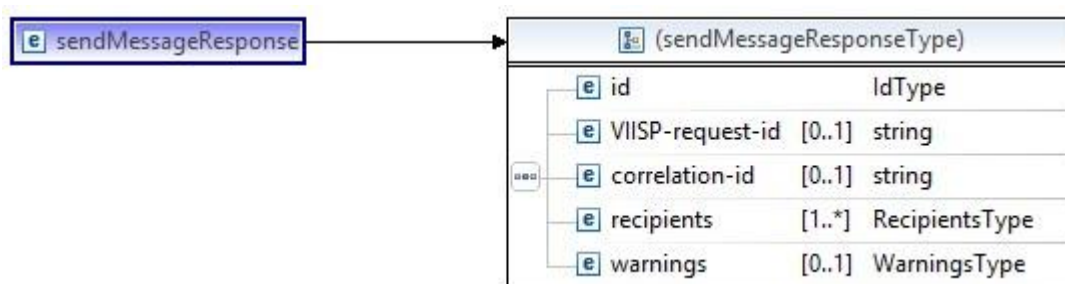 e sendMessageResponse
(sendMessageResponseType)
e id IdType
e VIISP-request-id [0..1] string
e correlation-id [0..1] string
e recipients [1..*] RecipientsType
e warnings [0..1] WarningsType